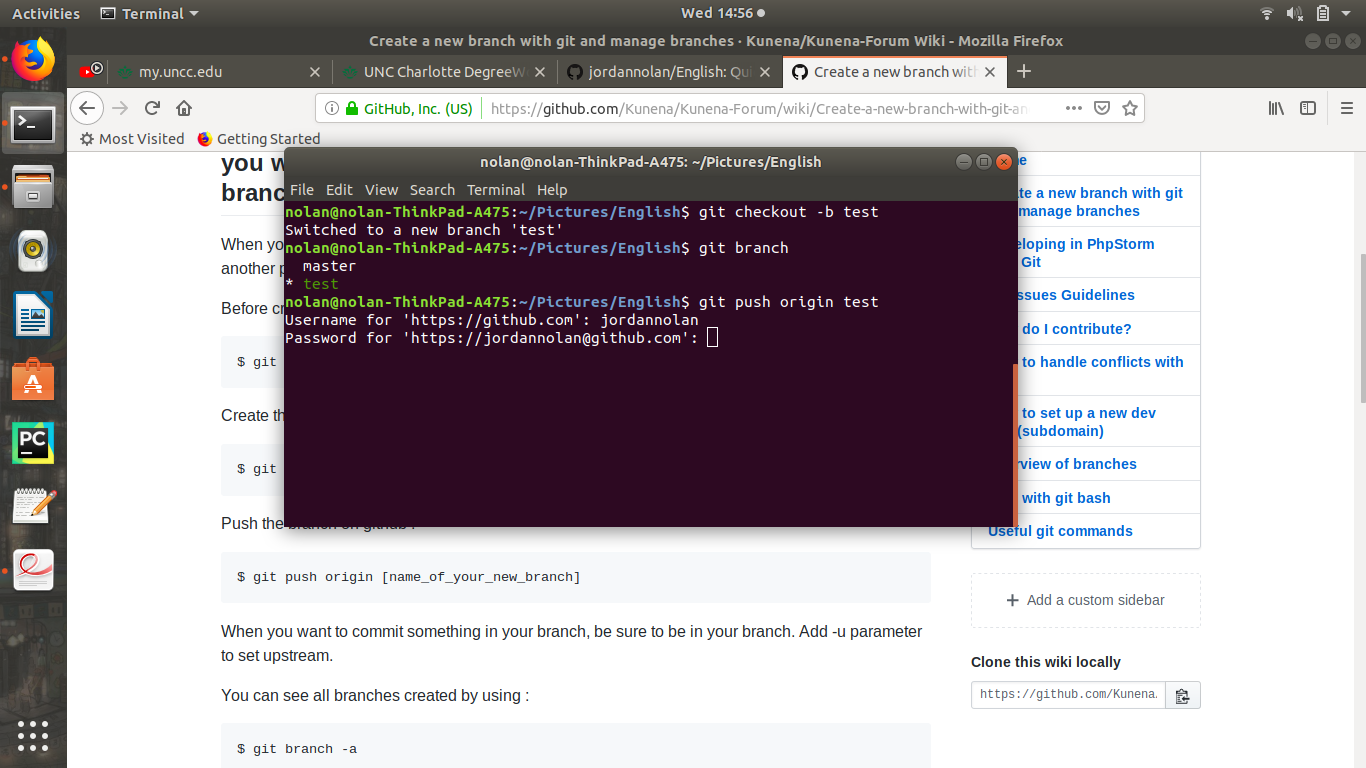 Activities
Terminal
Wed 14:56
Create a new branch with git and manage branches · Kunena/Kunena-Forum Wiki - Mozilla Firefox
my.uncc.edu
UNC Charlotte DegreeW
jordannolan/English: Qui
Create a new branch with
GitHub, Inc. (US)
https://github.com/Kunena/Kunena-Forum/wiki/Create-a-new-branch-with-git-an
Most Visited
Getting Started
you w
branc
When yo
another p
Before cr
$ git
Create th
$ git
nolan@nolan-ThinkPad-A475: ~/Pictures/English
File Edit View Search Terminal Help
nolan@nolan-ThinkPad-A475:~/Pictures/English$ git checkout -b test
Switched to a new branch 'test'
nolan@nolan-ThinkPad-A475:~/Pictures/English$ git branch
  master
* test
nolan@nolan-ThinkPad-A475:~/Pictures/English$ git push origin test
Username for 'https://github.com': jordannolan
Password for 'https://jordannolan@github.com':
PC
Push the branch on github :
$ git push origin [name_of_your_new_branch]
When you want to commit something in your branch, be sure to be in your branch. Add -u parameter
to set upstream.
You can see all branches created by using :
$ git branch -a
e
te a new branch with git
manage branches
eloping in PhpStorm
Git
ssues Guidelines
do I contribute?
to handle conflicts with
to set up a new dev
(subdomain)
rview of branches
with git bash
Useful git commands
Add a custom sidebar
Clone this wiki locally
https://github.com/Kunena